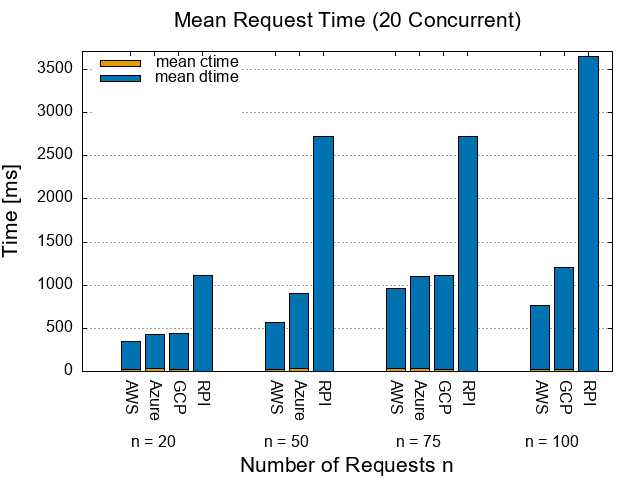 Mean Request Time (20 Concurrent)
mean ctime
mean dtime
Time [ms]
3500
3000
2500
2000
1500
1000
500
0
AWS Azure GCP RPI AWS Azure RPI AWS Azure GCP RPI AWS GCP RPI
n = 20 n = 50 n = 75 n = 100
Number of Requests n